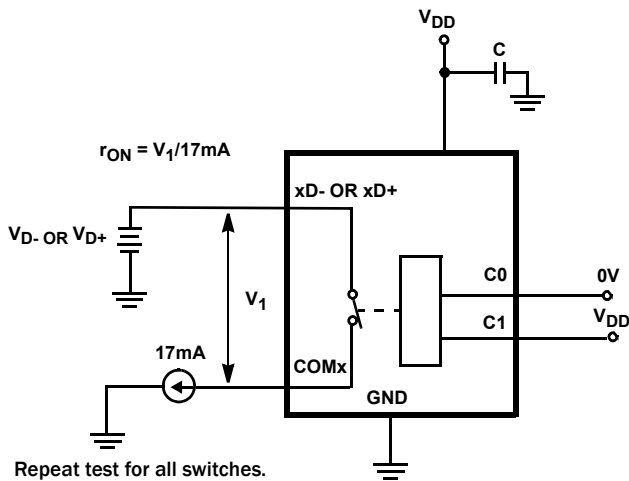 VDD
C
rON = V1/17mA
xD- OR xD+
VD- OR VD+
V1
C0
0V
C1
VDD
17mA
COMx
GND
Repeat test for all switches.